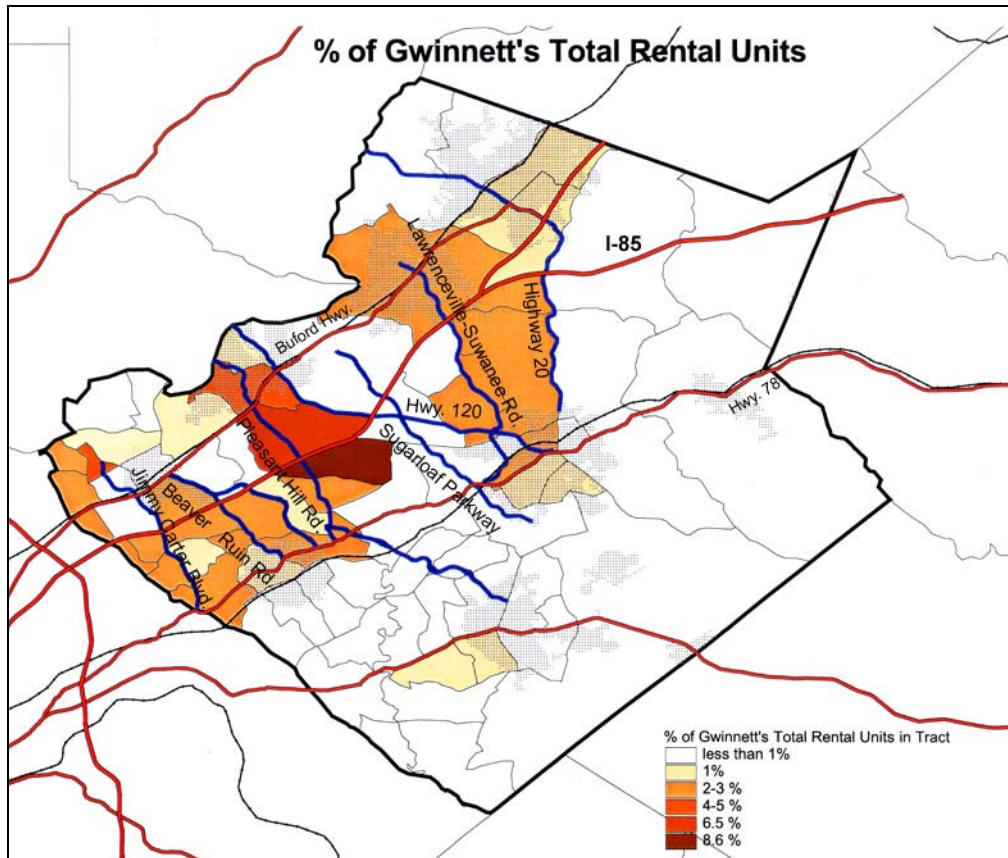 % of Gwinnett's Total Rental Units
I-85
Lawrenceville-Suwanee Rd.
Highway 20
Buford Hwy.
Hwy. 120
Hwy. 78
Sugarloaf Parkway
Pleasant Hill Rd.
Beaver Ruin Rd.
Jimmy Carter Blvd.
% of Gwinnett's Total Rental Units in Tract
less than 1%
1%
2-3 %
4-5 %
6.5 %
8.6 %